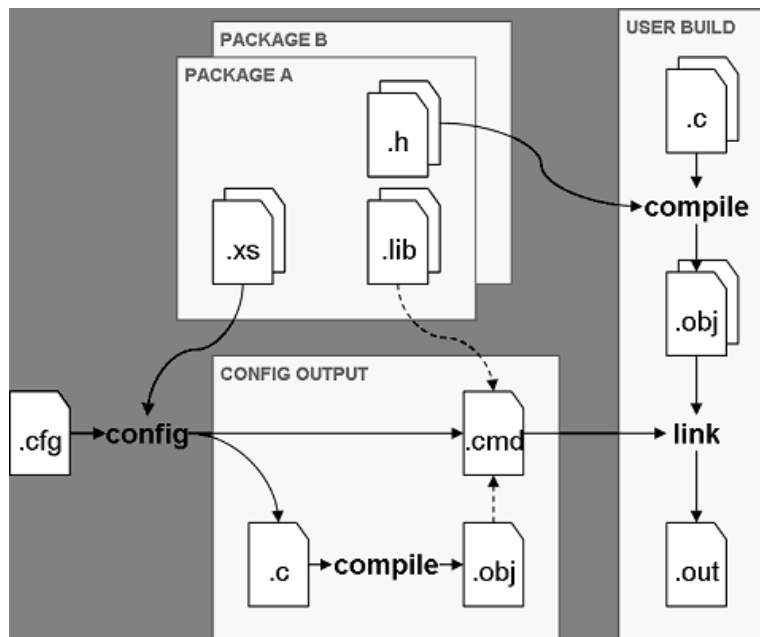 PACKAGE B
PACKAGE A
.h
.xs
.lib
USER BUILD
.c
compile
.obj
link
.out
CONFIG OUTPUT
.cfg
config
.cmd
.c
compile
.obj